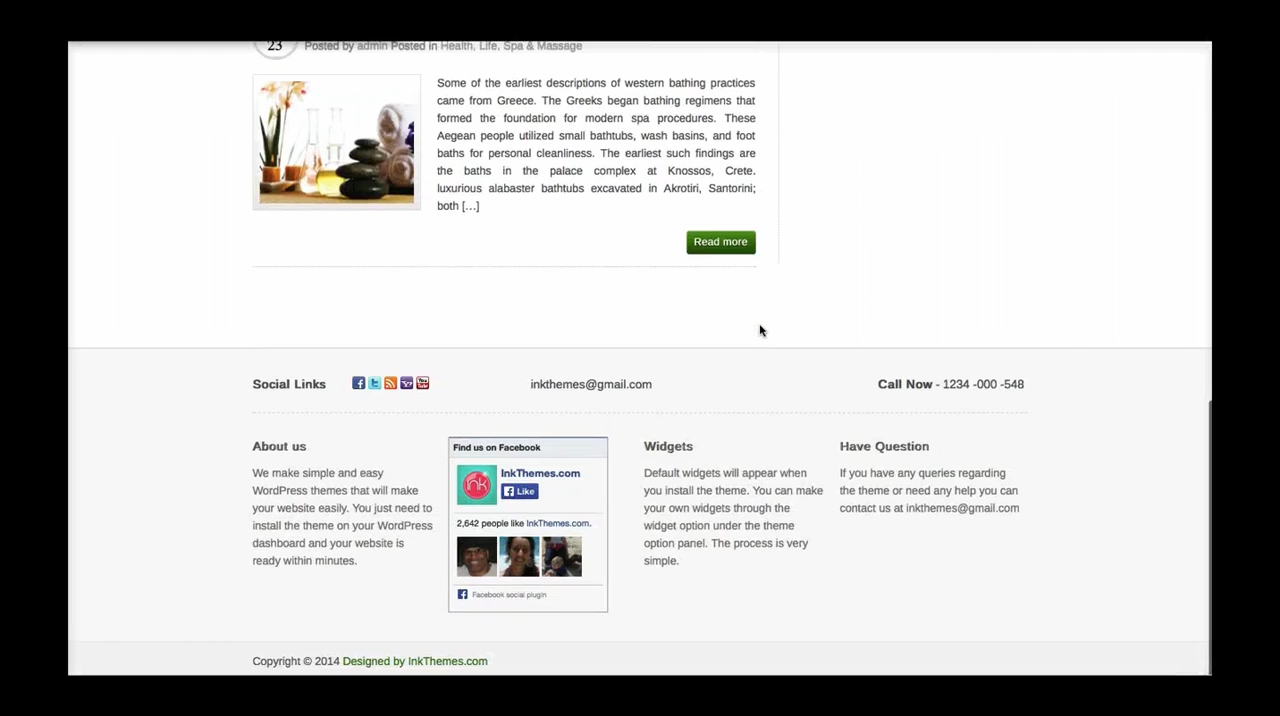 23
Posted by admin Posted in Health, Life, Spa & Massage
Some of the earliest descriptions of western bathing practices
came from Greece. The Greeks began bathing regimens that
formed the foundation for modern spa procedures. These
Aegean people utilized small bathtubs, wash basins, and foot
baths for personal cleanliness. The earliest such findings are
the baths in the palace complex at Knossos, Crete.
luxurious alabaster bathtubs excavated in Akrotiri, Santorini;
both […]
Read more
Social Links
inkthemes@gmail.com
Call Now - 1234 -000 -548
About us
We make simple and easy
WordPress themes that will make
your website easily. You just need to
install the theme on your WordPress
dashboard and your website is
ready within minutes.
Find us on Facebook
ink
InkThemes.com
Like
2,642 people like InkThemes.com.
Facebook social plugin
Widgets
Default widgets will appear when
you install the theme. You can make
your own widgets through the
widget option under the theme
option panel. The process is very
simple.
Have Question
If you have any queries regarding
the theme or need any help you can
contact us at inkthemes@gmail.com
Copyright © 2014 Designed by InkThemes.com